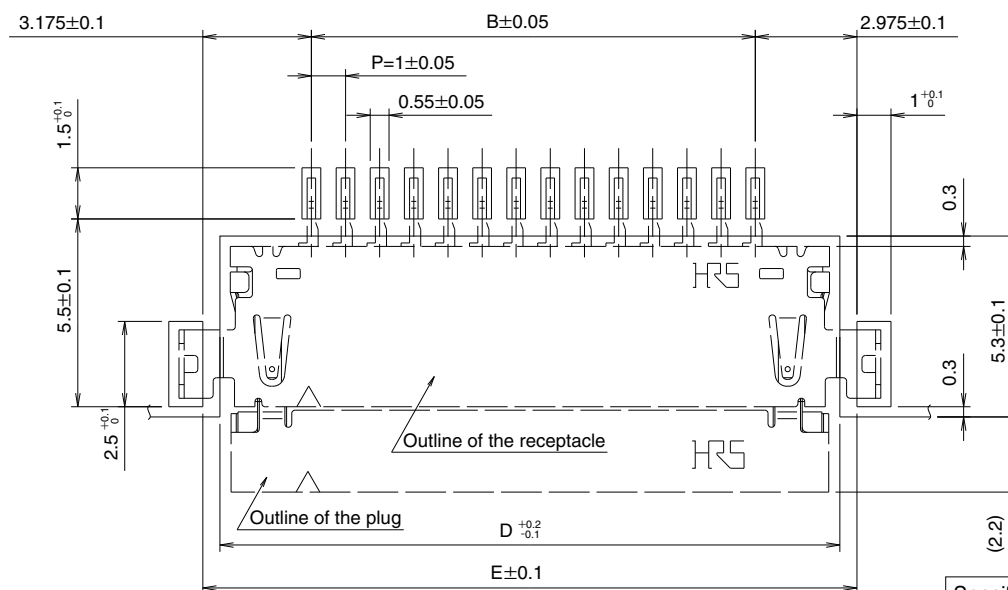 3.175±0.1
B±0.05
2.975±0.1
P=1±0.05
0.55±0.05
1 +0.1 0
1.5 +0.1 0
0.3
HRS
5.5±0.1
5.3±0.1
0.3
2.5 +0.1 0
Outline of the receptacle
HRS
Outline of the plug
D +0.2 -0.1
(2.2)
E±0.1